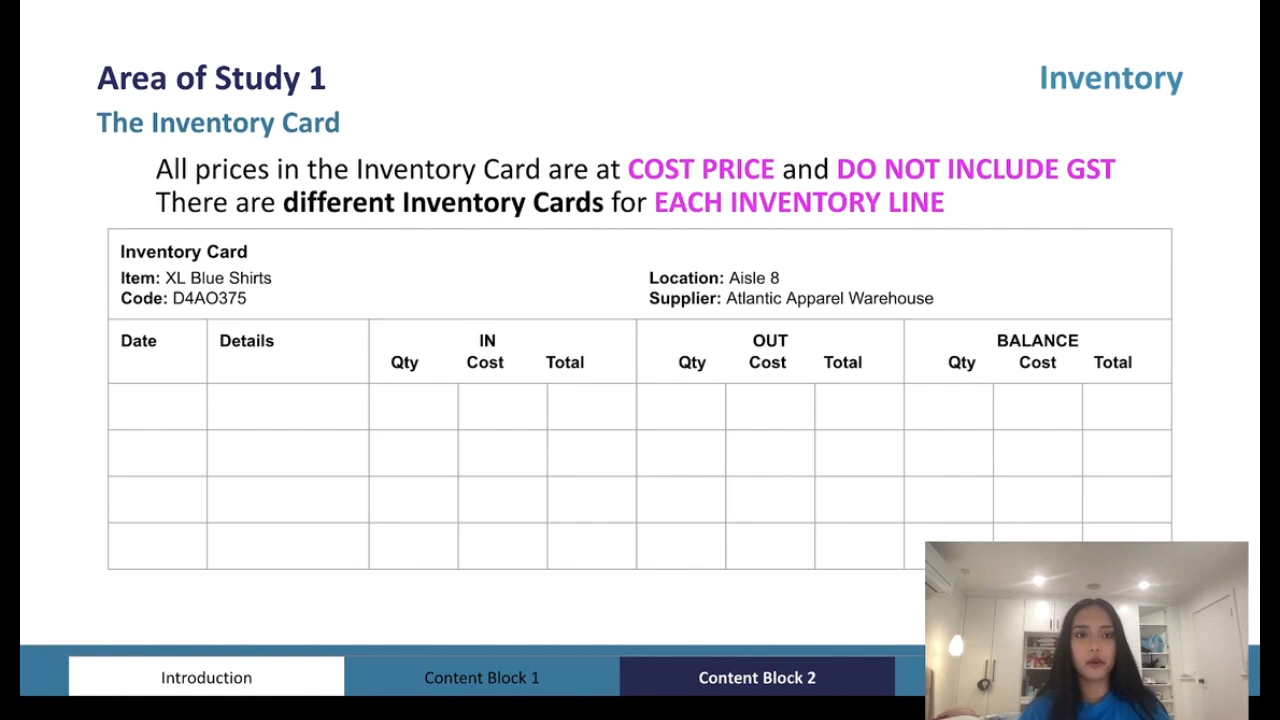 Area of Study 1
Inventory
The Inventory Card
All prices in the Inventory Card are at COST PRICE and DO NOT INCLUDE GST
There are different Inventory Cards for EACH INVENTORY LINE
Inventory Card
Item: XL Blue Shirts
Location: Aisle 8
Code: D4AO375
Supplier: Atlantic Apparel Warehouse
Date Details IN OUT BALANCE
Qty Cost Total Qty Cost Total Qty Cost Total
Introduction Content Block 1 Content Block 2